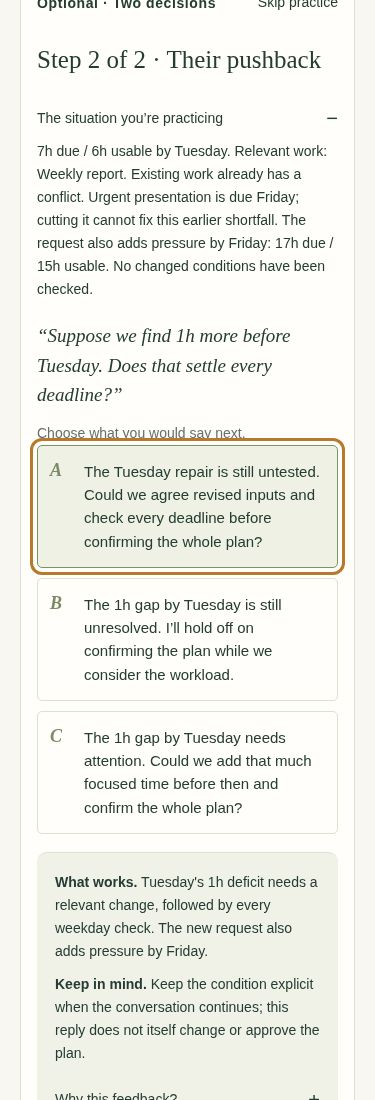 Optional · Two decisions
Skip practice
Step 2 of 2 · Their pushback
The situation you’re practicing
−
7h due / 6h usable by Tuesday. Relevant work:
Weekly report. Existing work already has a
conflict. Urgent presentation is due Friday;
cutting it cannot fix this earlier shortfall. The
request also adds pressure by Friday: 17h due /
15h usable. No changed conditions have been
checked.
“Suppose we find 1h more before
Tuesday. Does that settle every
deadline?”
Choose what you would say next.
A
The Tuesday repair is still untested.
Could we agree revised inputs and
check every deadline before
confirming the whole plan?
B
The 1h gap by Tuesday is still
unresolved. I’ll hold off on
confirming the plan while we
consider the workload.
C
The 1h gap by Tuesday needs
attention. Could we add that much
focused time before then and
confirm the whole plan?
What works. Tuesday's 1h deficit needs a
relevant change, followed by every
weekday check. The new request also
adds pressure by Friday.
Keep in mind. Keep the condition explicit
when the conversation continues; this
reply does not itself change or approve the
plan.
Why this feedback?
+